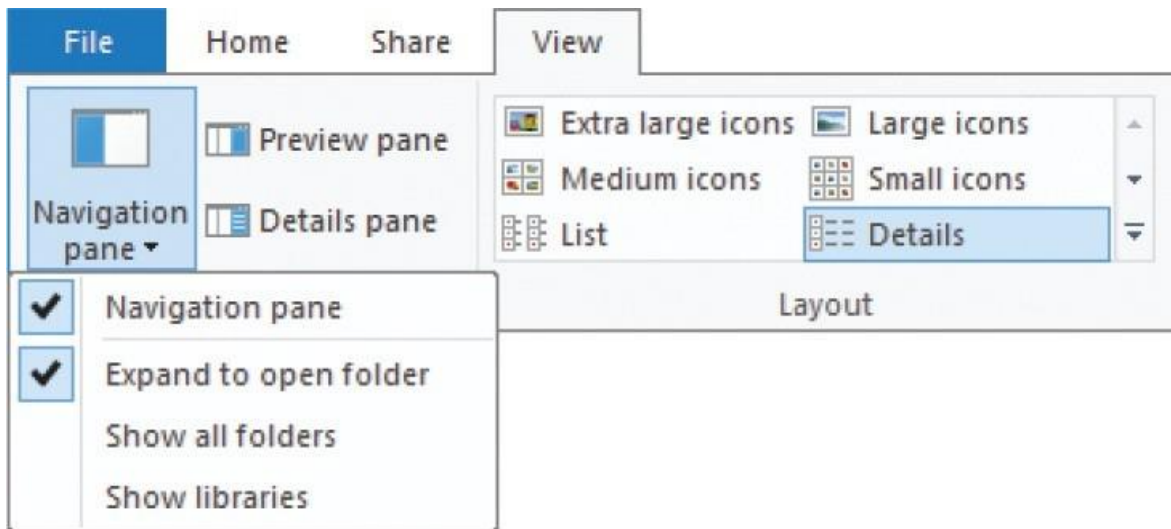 File Home Share View
Navigation
pane
Preview pane
Details pane
Extra large icons Large icons
Medium icons Small icons
List Details
Layout
Navigation pane
Expand to open folder
Show all folders
Show libraries